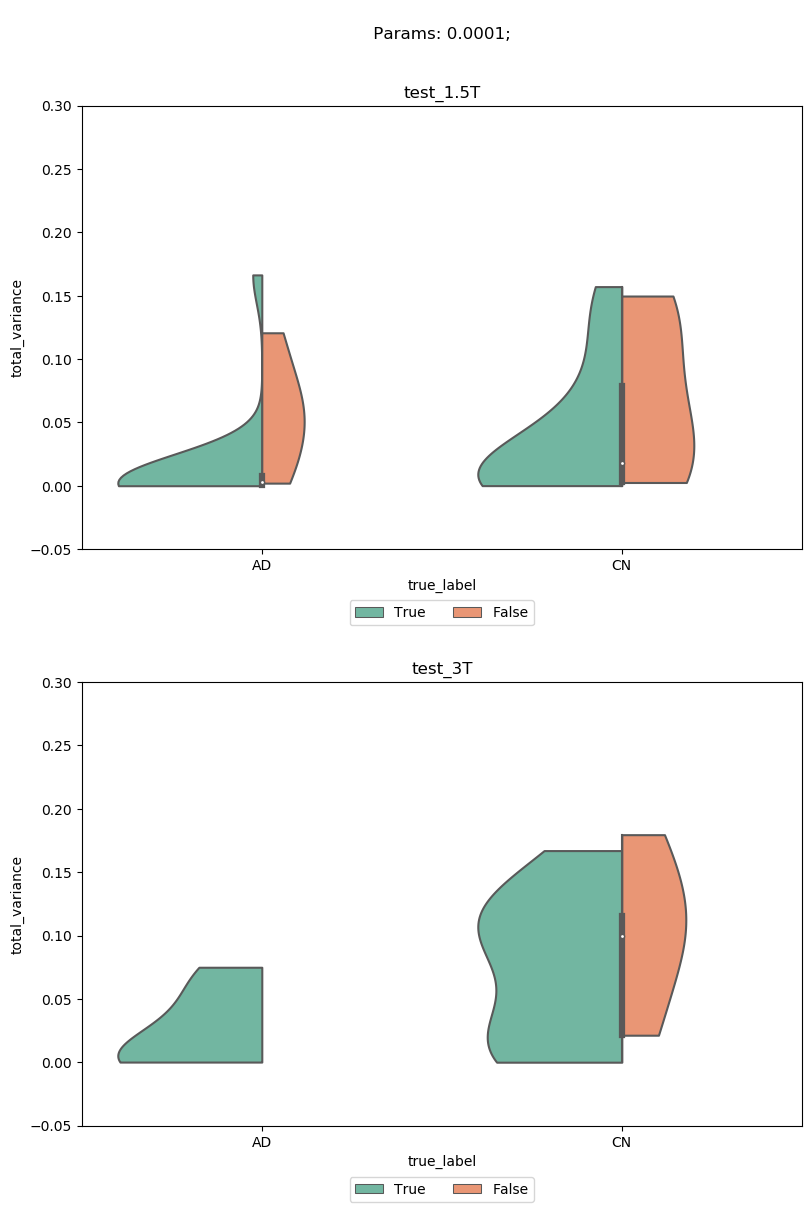 Params: 0.0001;
test_1.5T
0.30
0.25
0.20
0.15
0.10
0.05
0.00
−0.05
total_variance
AD CN
true_label
True False
test_3T
0.30
0.25
0.20
0.15
0.10
0.05
0.00
−0.05
total_variance
AD CN
true_label
True False